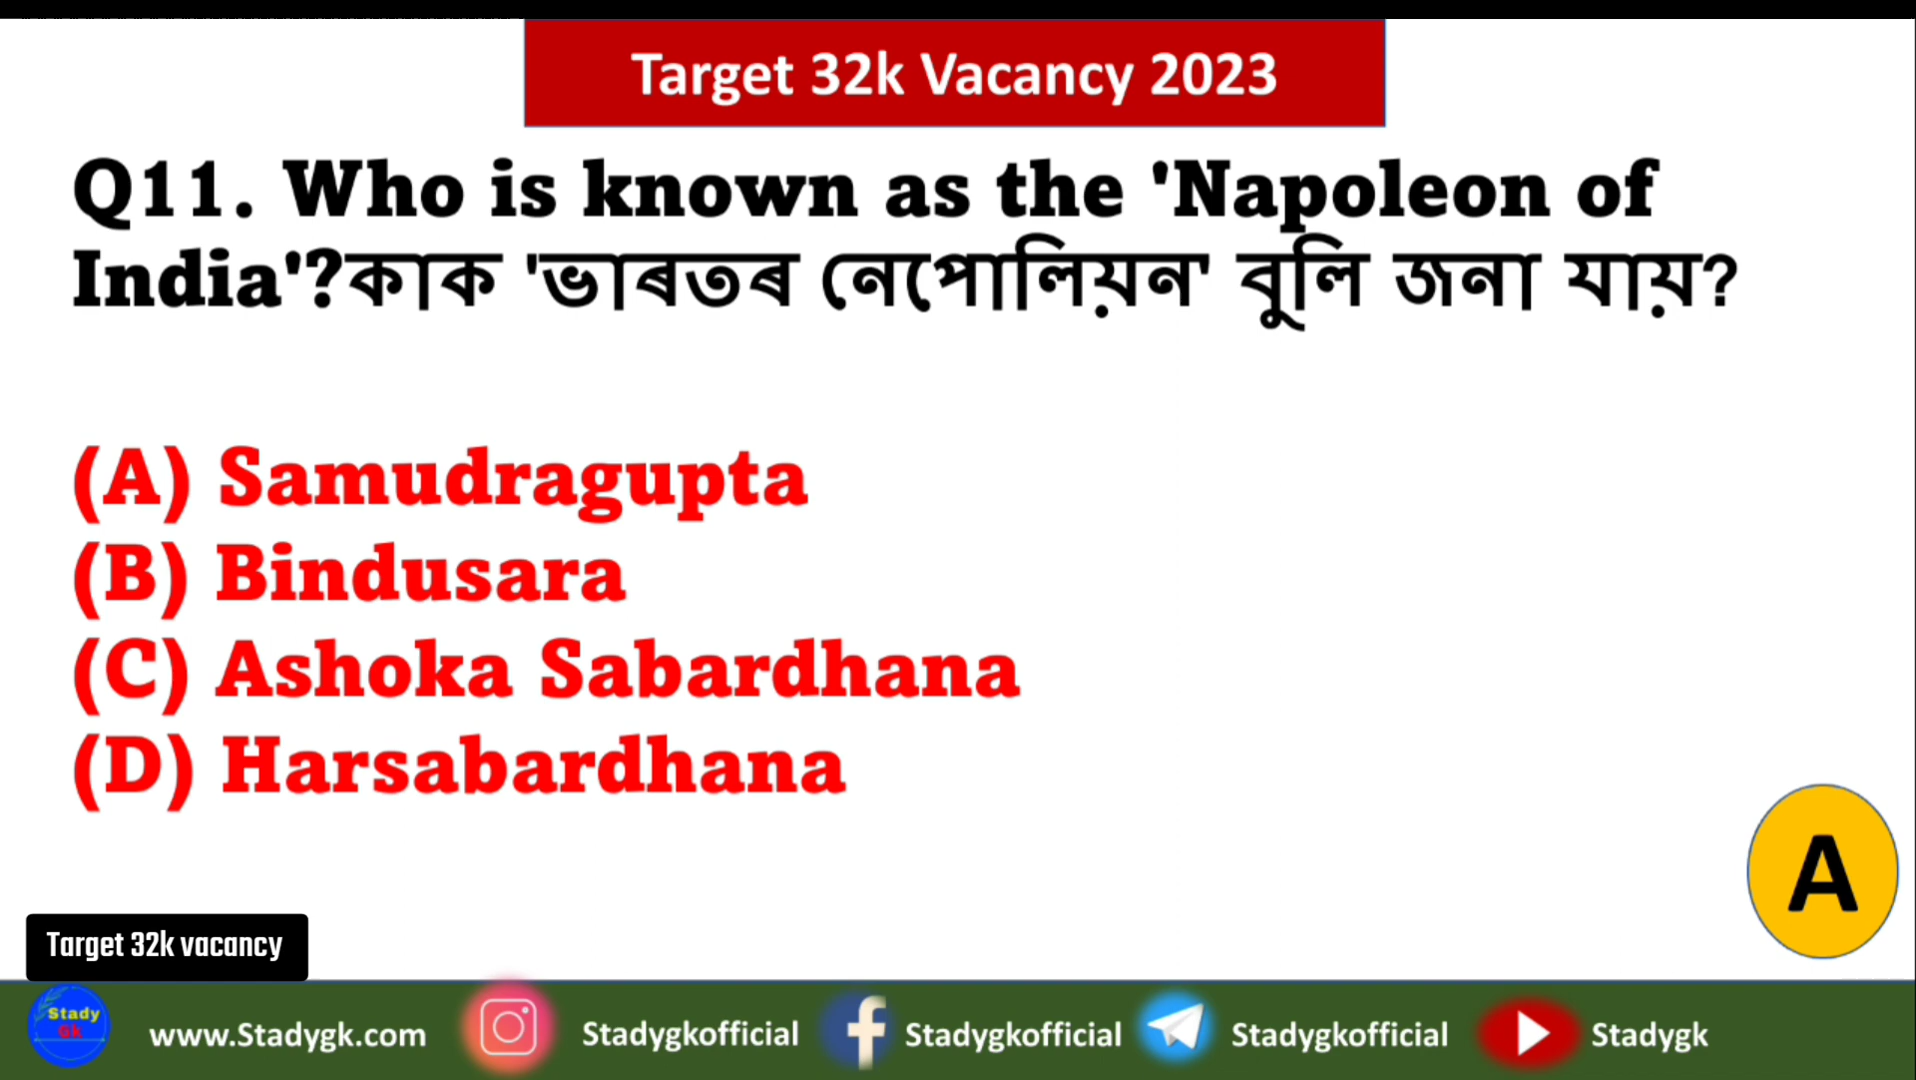 Target 32k Vacancy 2023
Q11. Who is known as the 'Napoleon of
India'?কাক 'ভাৰতৰ নেপোলিয়ন' বুলি জনা যায়?
(A) Samudragupta
(B) Bindusara
(C) Ashoka Sabardhana
(D) Harsabardhana
A
Target 32k vacancy
Stady
Gk
www.Stadygk.com
Stadygkofficial
Stadygkofficial
Stadygkofficial
Stadygk